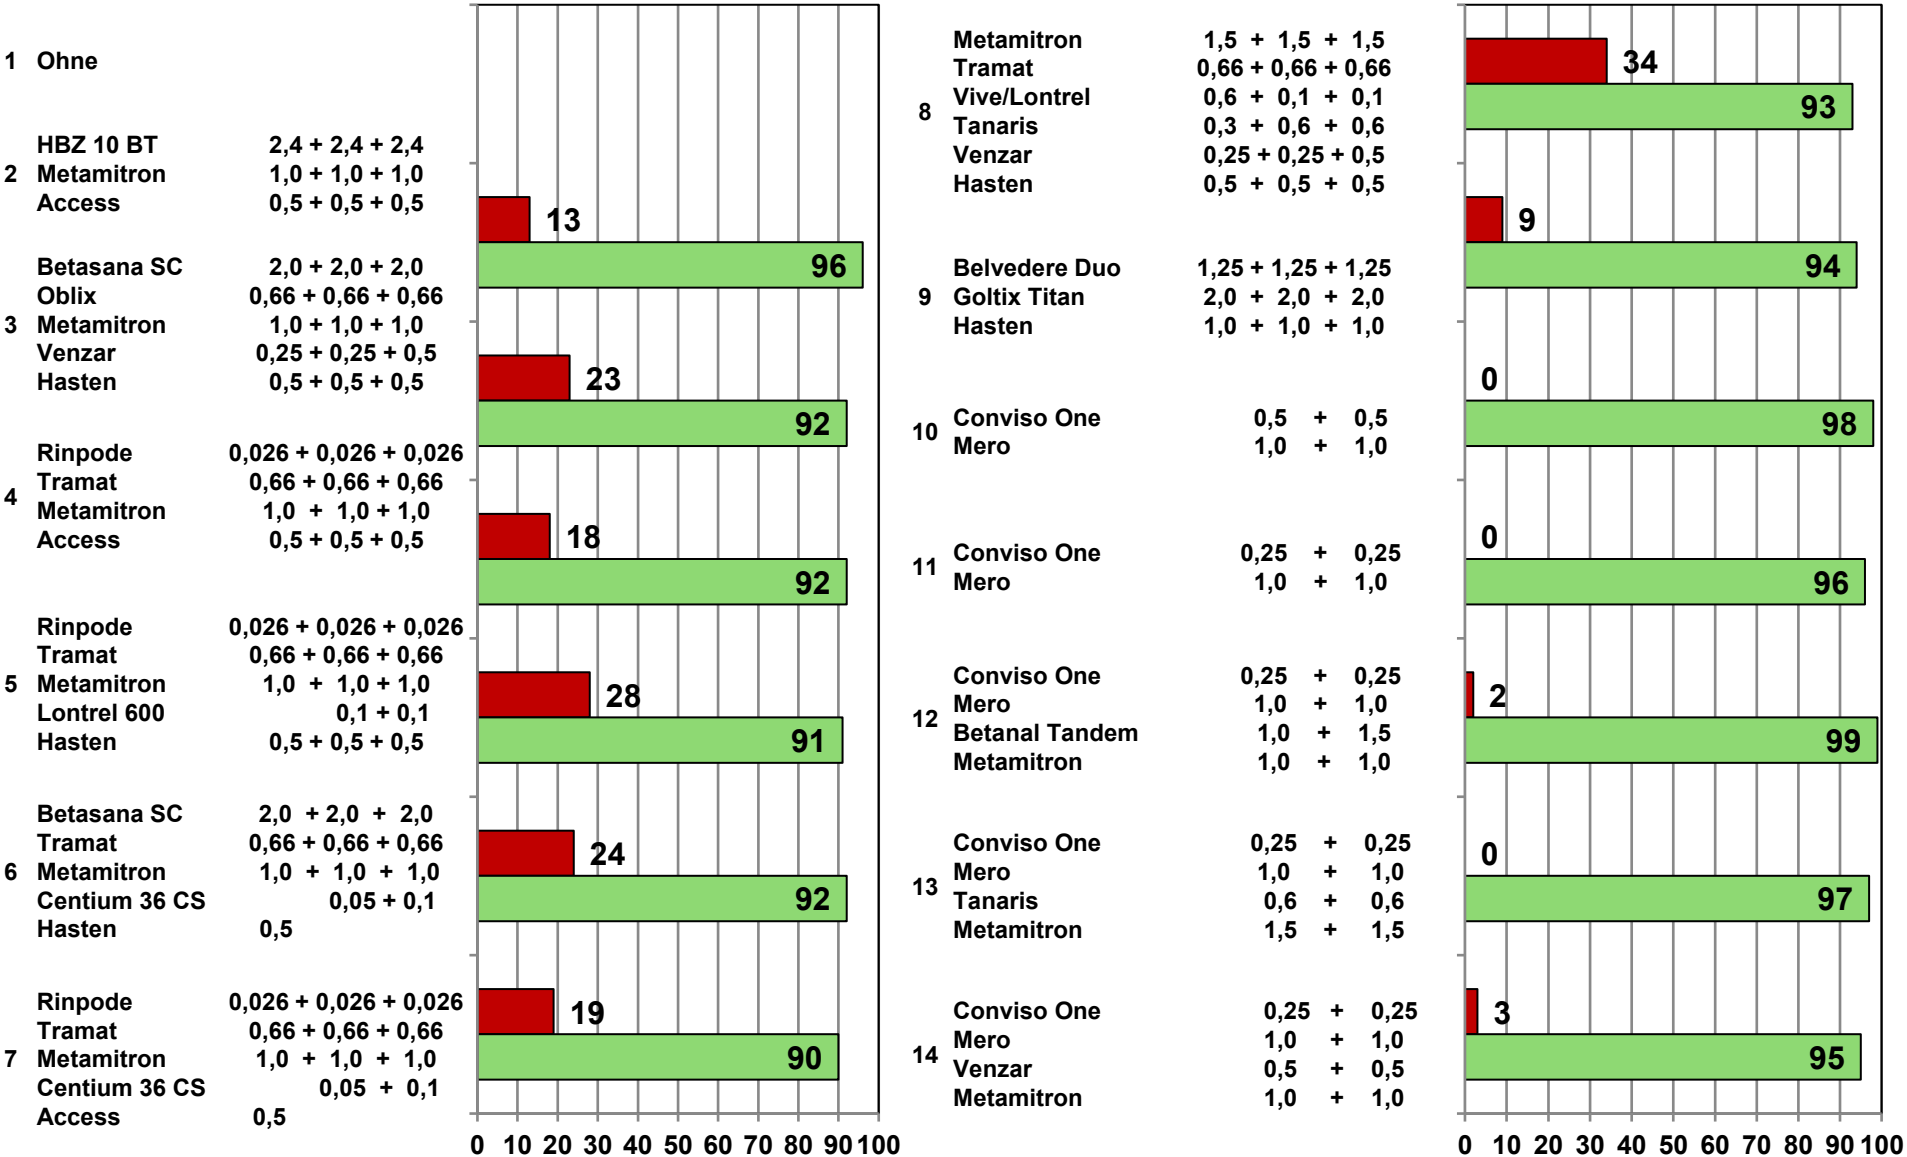 1 Ohne
HBZ 10 BT 2,4 + 2,4 + 2,4
2 Metamitron 1,0 + 1,0 + 1,0
Access 0,5 + 0,5 + 0,5
13
96
Betasana SC 2,0 + 2,0 + 2,0
Oblix 0,66 + 0,66 + 0,66
3 Metamitron 1,0 + 1,0 + 1,0
Venzar 0,25 + 0,25 + 0,5
Hasten 0,5 + 0,5 + 0,5
23
92
Rinpode 0,026 + 0,026 + 0,026
Tramat 0,66 + 0,66 + 0,66
4
Metamitron 1,0 + 1,0 + 1,0
Access 0,5 + 0,5 + 0,5
18
92
Rinpode 0,026 + 0,026 + 0,026
Tramat 0,66 + 0,66 + 0,66
5 Metamitron 1,0 + 1,0 + 1,0
Lontrel 600 0,1 + 0,1
Hasten 0,5 + 0,5 + 0,5
28
91
Betasana SC 2,0 + 2,0 + 2,0
Tramat 0,66 + 0,66 + 0,66
6 Metamitron 1,0 + 1,0 + 1,0
Centium 36 CS 0,05 + 0,1
Hasten 0,5
24
92
Rinpode 0,026 + 0,026 + 0,026
Tramat 0,66 + 0,66 + 0,66
7 Metamitron 1,0 + 1,0 + 1,0
Centium 36 CS 0,05 + 0,1
Access 0,5
19
90
0 10 20 30 40 50 60 70 80 90 100
Metamitron 1,5 + 1,5 + 1,5
Tramat 0,66 + 0,66 + 0,66
Vive/Lontrel 0,6 + 0,1 + 0,1
8
Tanaris 0,3 + 0,6 + 0,6
Venzar 0,25 + 0,25 + 0,5
Hasten 0,5 + 0,5 + 0,5
34
93
Belvedere Duo 1,25 + 1,25 + 1,25
9 Goltix Titan 2,0 + 2,0 + 2,0
Hasten 1,0 + 1,0 + 1,0
9
94
10 Conviso One 0,5 + 0,5
Mero 1,0 + 1,0
0
98
11 Conviso One 0,25 + 0,25
Mero 1,0 + 1,0
0
96
Conviso One 0,25 + 0,25
Mero 1,0 + 1,0
12
Betanal Tandem 1,0 + 1,5
Metamitron 1,0 + 1,0
2
99
Conviso One 0,25 + 0,25
Mero 1,0 + 1,0
13
Tanaris 0,6 + 0,6
Metamitron 1,5 + 1,5
0
97
Conviso One 0,25 + 0,25
Mero 1,0 + 1,0
14
Venzar 0,5 + 0,5
Metamitron 1,0 + 1,0
3
95
0 10 20 30 40 50 60 70 80 90 100